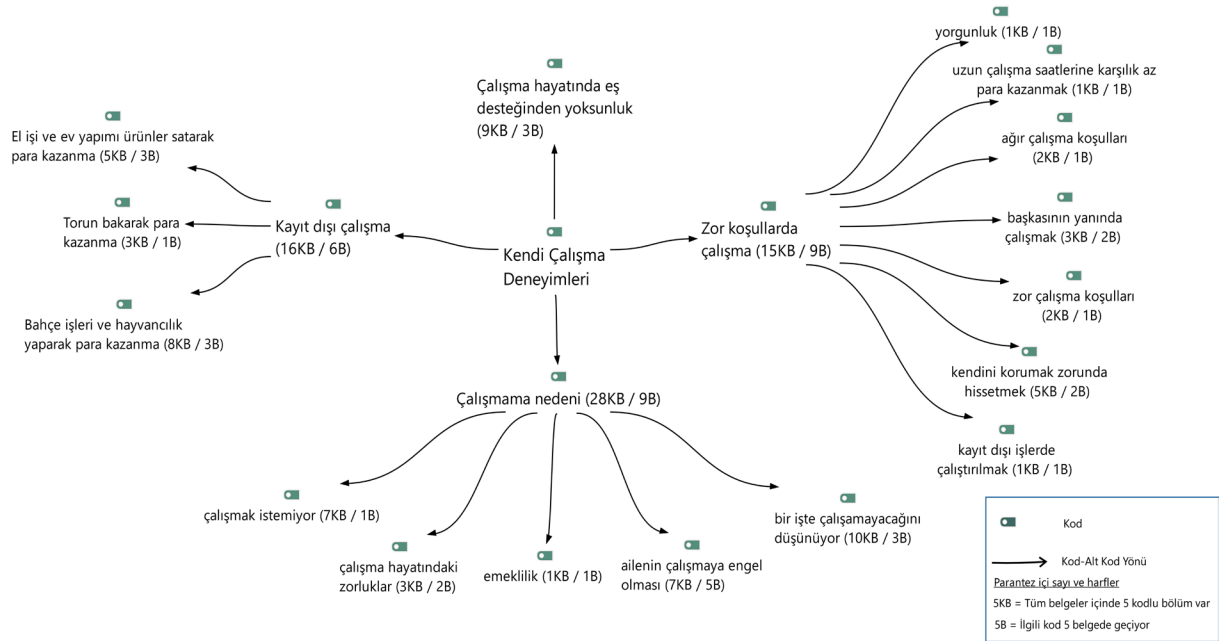 yorgunluk (1KB / 1B)
uzun çalışma saatlerine karşılık az
para kazanmak (1KB / 1B)
Çalışma hayatında eş
desteğinden yoksunluk
(9KB / 3B)
El işi ve ev yapımı ürünler satarak
para kazanma (5KB / 3B)
ağır çalışma koşulları
(2KB / 1B)
Torun bakarak para
kazanma (3KB / 1B)
Kayıt dışı çalışma
(16KB / 6B)
Kendi Çalışma
Deneyimleri
Zor koşullarda
çalışma (15KB / 9B)
başkasının yanında
çalışmak (3KB / 2B)
zor çalışma koşulları
(2KB / 1B)
Bahçe işleri ve hayvancılık
yaparak para kazanma (8KB / 3B)
kendini korumak zorunda
hissetmek (5KB / 2B)
Çalışmama nedeni (28KB / 9B)
kayıt dışı işlerde
çalıştırılmak (1KB / 1B)
çalışmak istemiyor (7KB / 1B)
çalışma hayatındaki
zorluklar (3KB / 2B)
emeklilik (1KB / 1B)
ailenin çalışmaya engel
olması (7KB / 5B)
bir işte çalışamayacağını
düşünüyor (10KB / 3B)
Kod
Kod-Alt Kod Yönü
Parantez içi sayı ve harfler
5KB = Tüm belgeler içinde 5 kodlu bölüm var
5B = İlgili kod 5 belgede geçiyor